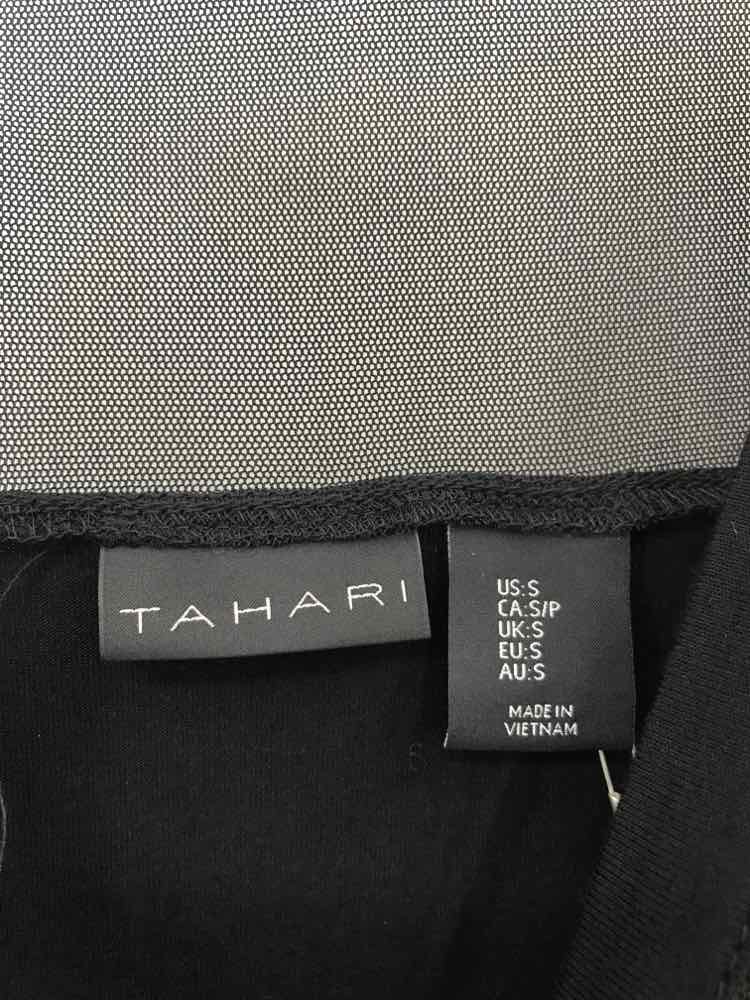 TAHARI
US:S
CA:S/P
UK:S
EU:S
AU:S
MADE IN
VIETNAM